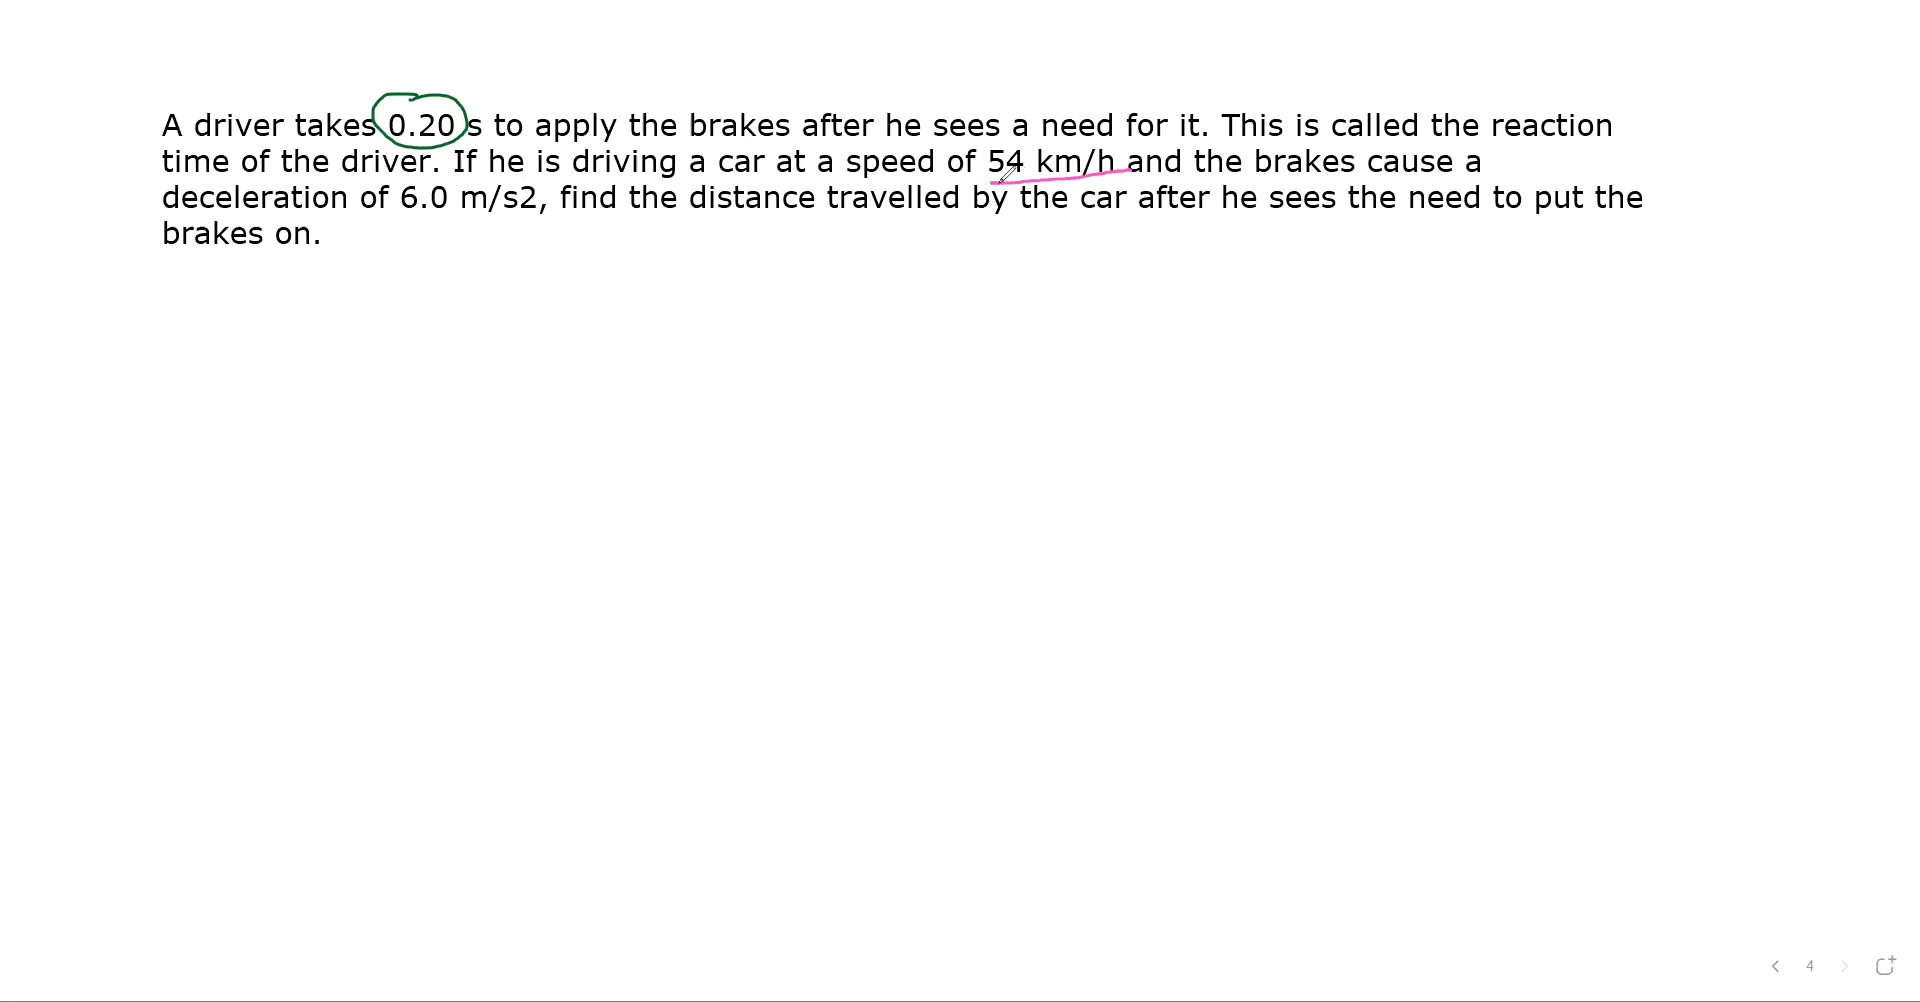 A driver takes 0.20 s to apply the brakes after he sees a need for it. This is called the reaction
time of the driver. If he is driving a car at a speed of 54 km/h and the brakes cause a
deceleration of 6.0 m/s2, find the distance travelled by the car after he sees the need to put the
brakes on.
4